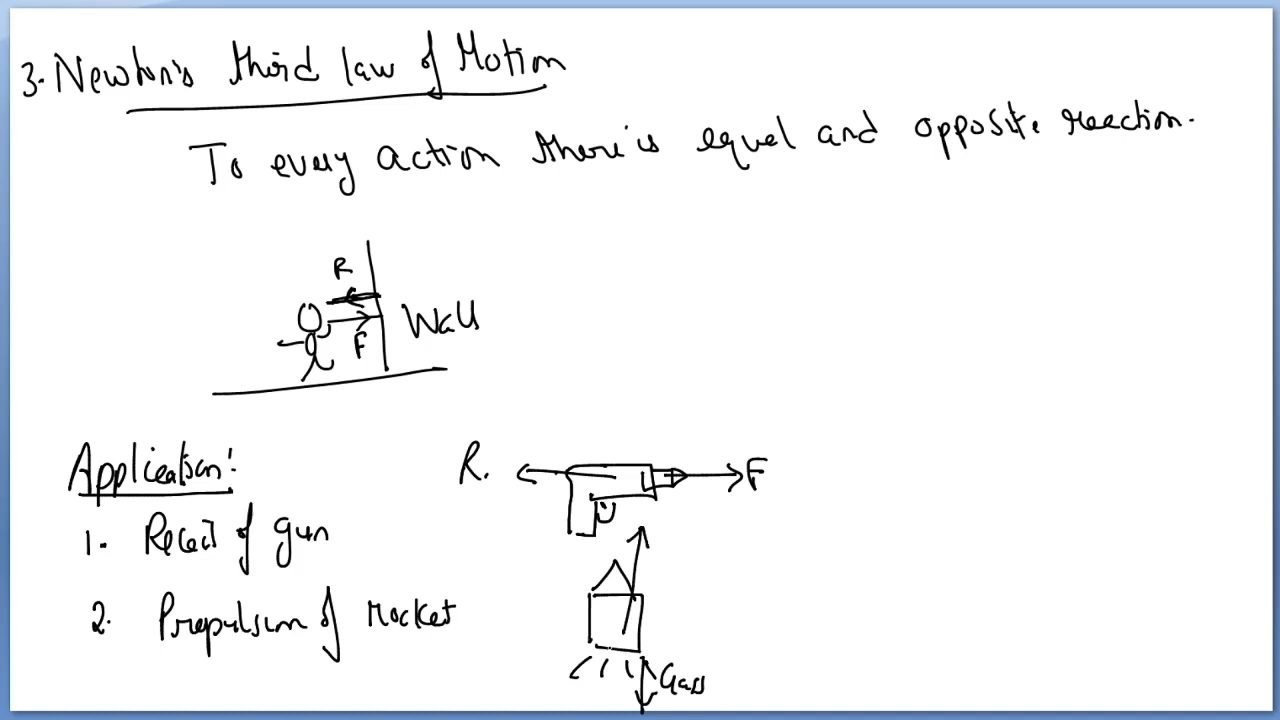 3. Newton's third law of Motion
To every action there is equal and opposite reaction.
R
F
Wall
Application:
R.
F
1. Recoil of gun
2. Propulsion of rocket
Gass